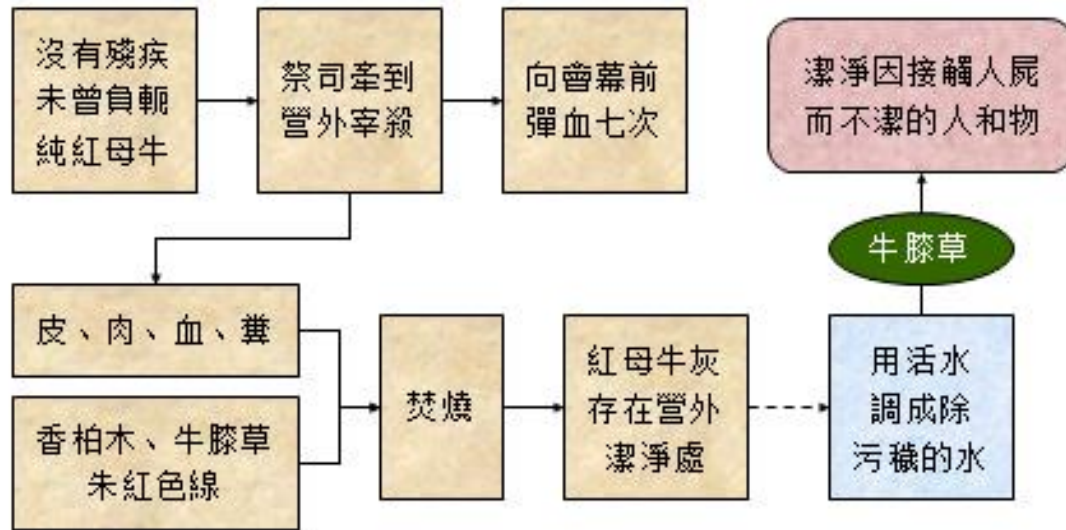 沒有殘疾
未曾負軛
純紅母牛
祭司牽到
營外宰殺
向會幕前
彈血七次
潔淨因接觸人屍
而不潔的人和物
牛膝草
皮、肉、血、糞
香柏木、牛膝草
朱紅色線
焚燒
紅母牛灰
存在營外
潔淨處
用活水
調成除
污穢的水